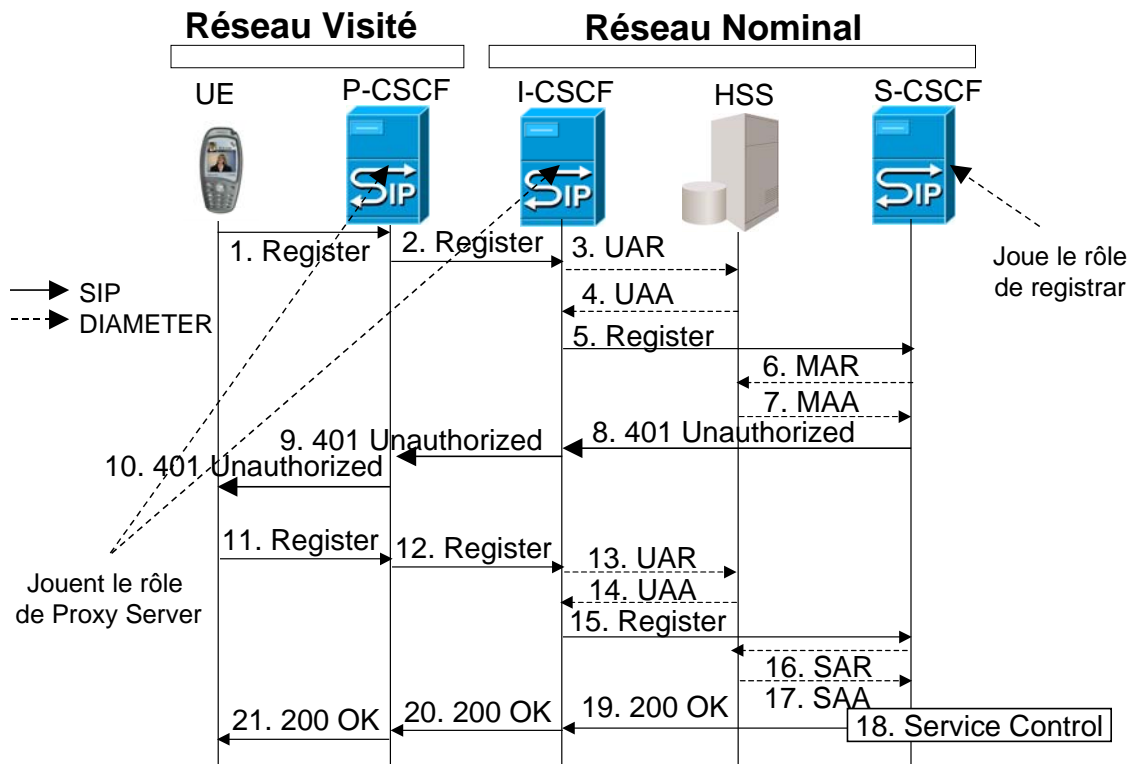 Réseau Visité
Réseau Nominal
UE
P-CSCF
I-CSCF
HSS
S-CSCF
SIP
SIP
SIP
1. Register
2. Register
3. UAR
Joue le rôle
de registrar
SIP
DIAMETER
4. UAA
5. Register
6. MAR
7. MAA
8. 401 Unauthorized
9. 401 Unauthorized
10. 401 Unauthorized
11. Register
12. Register
13. UAR
Jouent le rôle
de Proxy Server
14. UAA
15. Register
16. SAR
17. SAA
18. Service Control
19. 200 OK
20. 200 OK
21. 200 OK